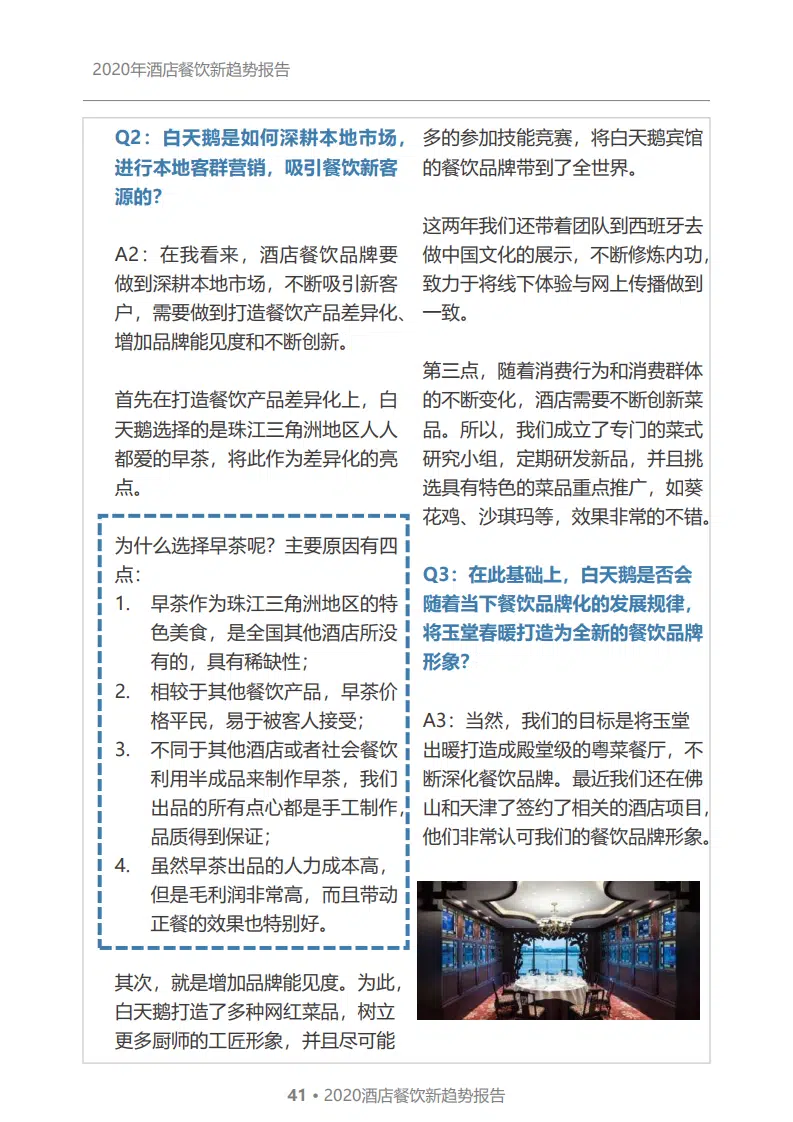 2020年酒店餐饮新趋势报告
Q2：白天鹅是如何深耕本地市场，
进行本地客群营销，吸引餐饮新客
源的？
A2：在我看来，酒店餐饮品牌要
做到深耕本地市场，不断吸引新客
户，需要做到打造餐饮产品差异化、
增加品牌能见度和不断创新。
首先在打造餐饮产品差异化上，白
天鹅选择的是珠江三角洲地区人人
都爱的早茶，将此作为差异化的亮
点。
为什么选择早茶呢？主要原因有四
点：
1. 早茶作为珠江三角洲地区的特
色美食，是全国其他酒店所没
有的，具有稀缺性；
2. 相较于其他餐饮产品，早茶价
格平民，易于被客人接受；
3. 不同于其他酒店或者社会餐饮
利用半成品来制作早茶，我们
出品的所有点心都是手工制作，
品质得到保证；
4. 虽然早茶出品的人力成本高，
但是毛利润非常高，而且带动
正餐的效果也特别好。
其次，就是增加品牌能见度。为此，
白天鹅打造了多种网红菜品，树立
更多厨师的工匠形象，并且尽可能
多的参加技能竞赛，将白天鹅宾馆
的餐饮品牌带到了全世界。
这两年我们还带着团队到西班牙去
做中国文化的展示，不断修炼内功，
致力于将线下体验与网上传播做到
一致。
第三点，随着消费行为和消费群体
的不断变化，酒店需要不断创新菜
品。所以，我们成立了专门的菜式
研究小组，定期研发新品，并且挑
选具有特色的菜品重点推广，如葵
花鸡、沙琪玛等，效果非常的不错。
Q3：在此基础上，白天鹅是否会
随着当下餐饮品牌化的发展规律，
将玉堂春暖打造为全新的餐饮品牌
形象？
A3：当然，我们的目标是将玉堂
出暖打造成殿堂级的粤菜餐厅，不
断深化餐饮品牌。最近我们还在佛
山和天津了签约了相关的酒店项目，
他们非常认可我们的餐饮品牌形象。
41 • 2020酒店餐饮新趋势报告